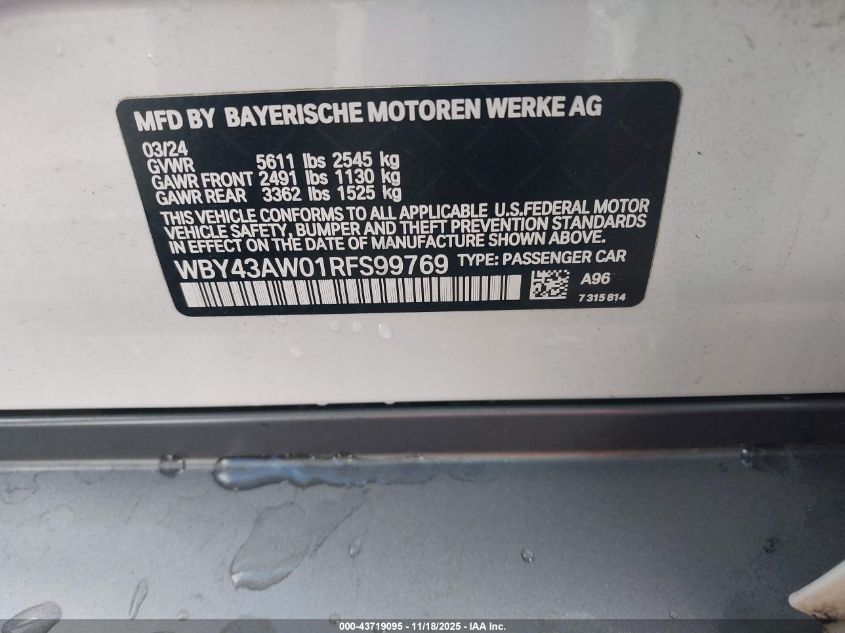 MFD BY BAYERISCHE MOTOREN WERKE AG
03/24
GVWR 5611 lbs 2545 kg
GAWR FRONT 2491 lbs 1130 kg
GAWR REAR 3362 lbs 1525 kg
THIS VEHICLE CONFORMS TO ALL APPLICABLE U.S.FEDERAL MOTOR
VEHICLE SAFETY, BUMPER AND THEFT PREVENTION STANDARDS
IN EFFECT ON THE DATE OF MANUFACTURE SHOWN ABOVE.
WBY43AW01RFS99769 TYPE: PASSENGER CAR
A96
7 315 814
000-43719095 - 11/18/2025 - IAA Inc.